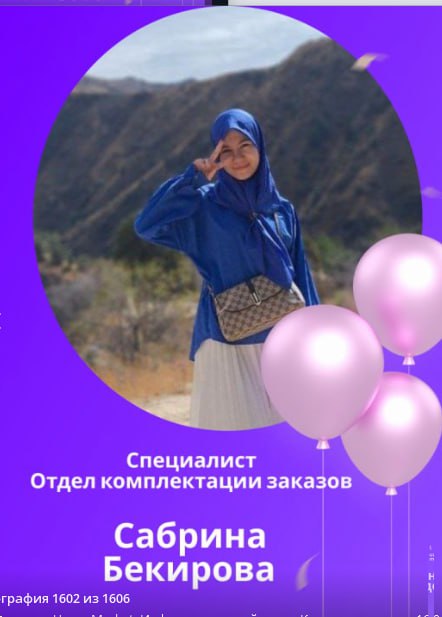 Специалист
Отдел комплектации заказов
Сабрина
Бекирова
графия 1602 из 1606